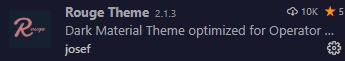 Rouge
Rouge Theme 2.1.3 10K 5
Dark Material Theme optimized for Operator ...
josef